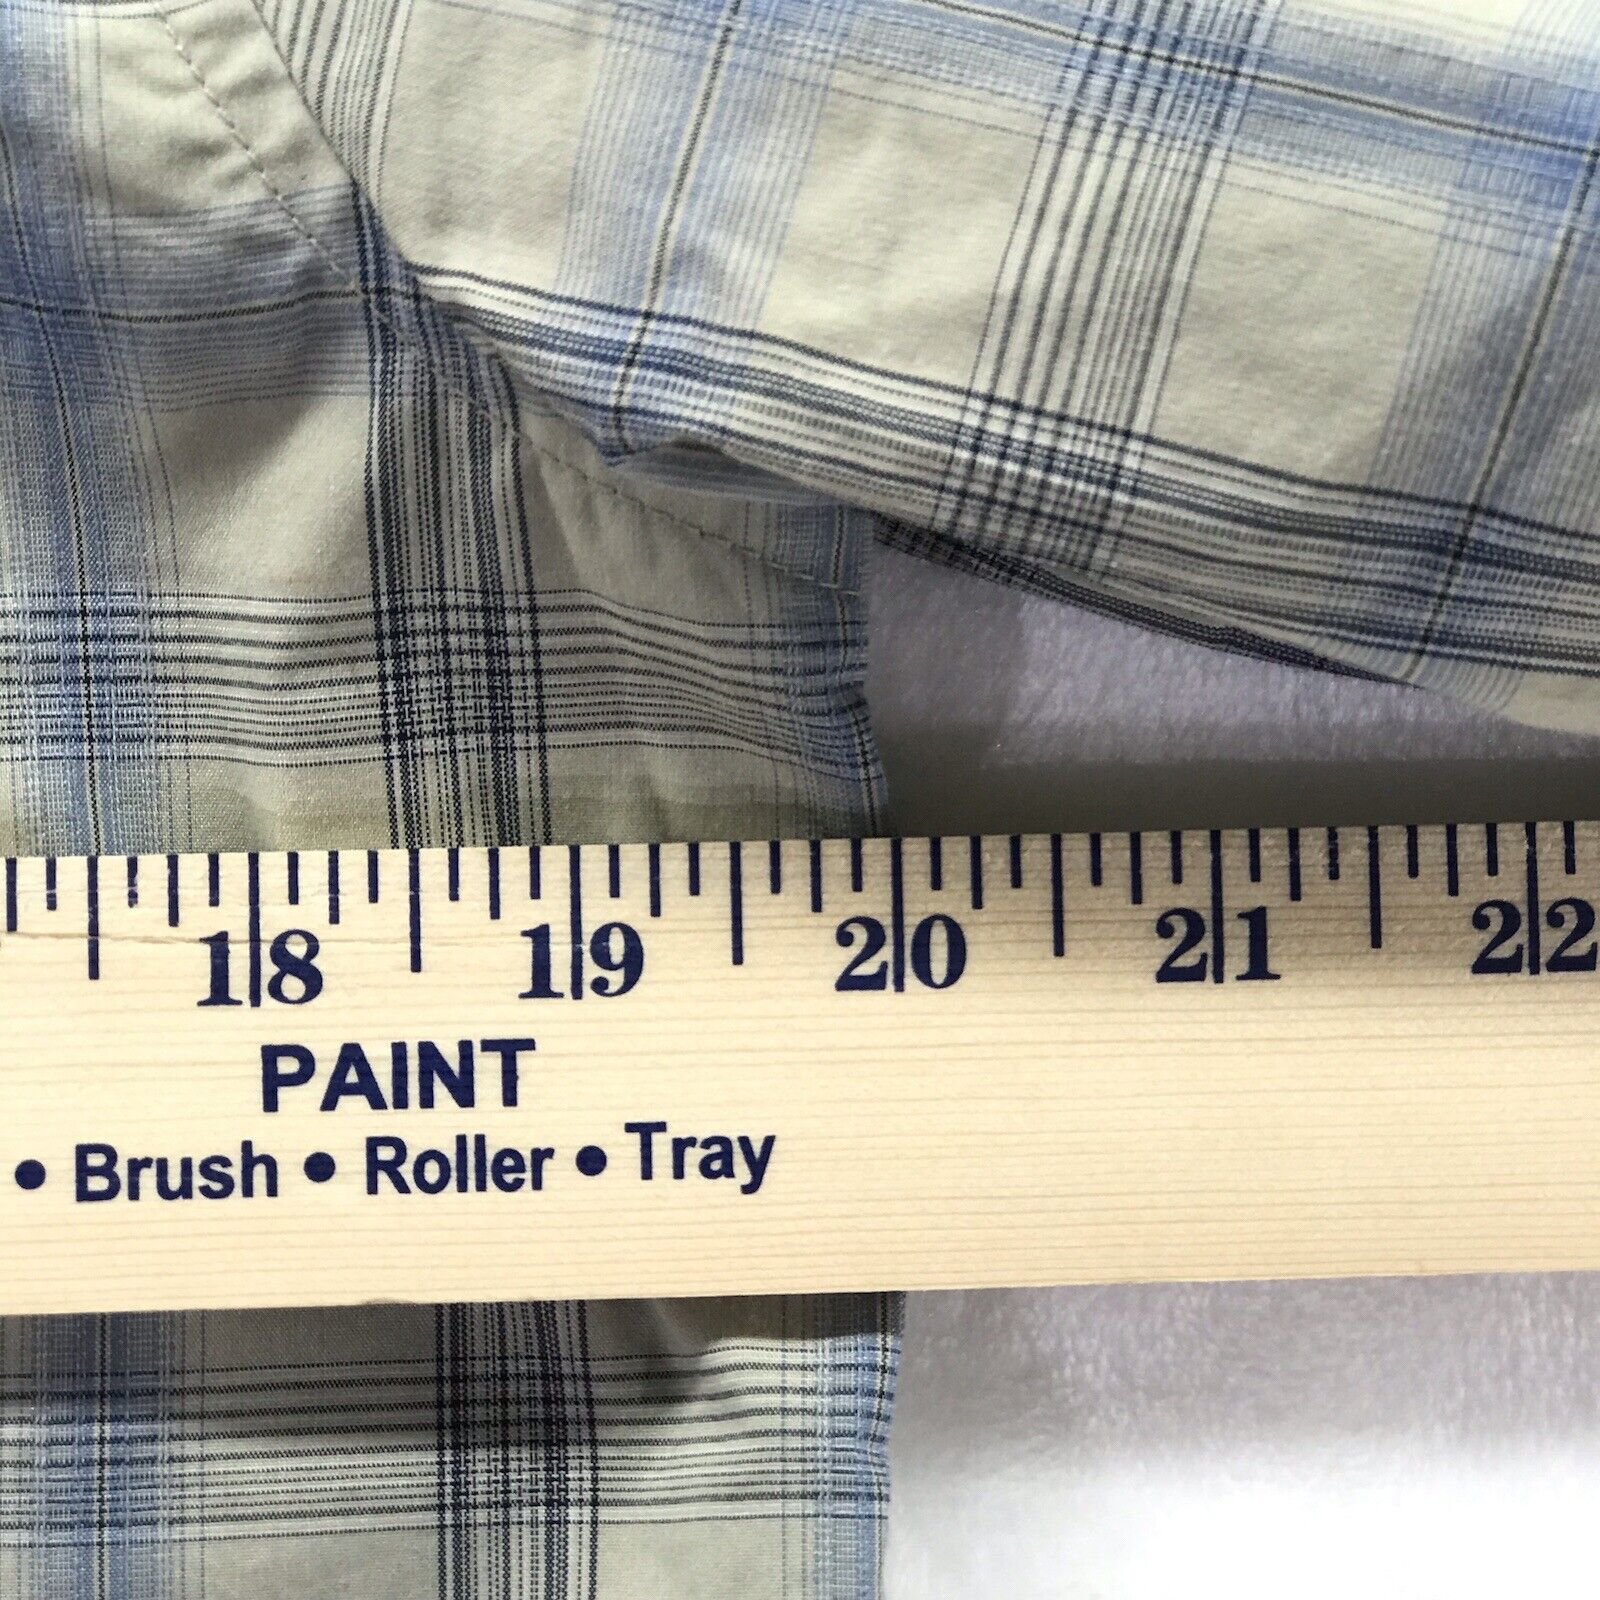 18 19 20 21 22
PAINT
• Brush • Roller • Tray